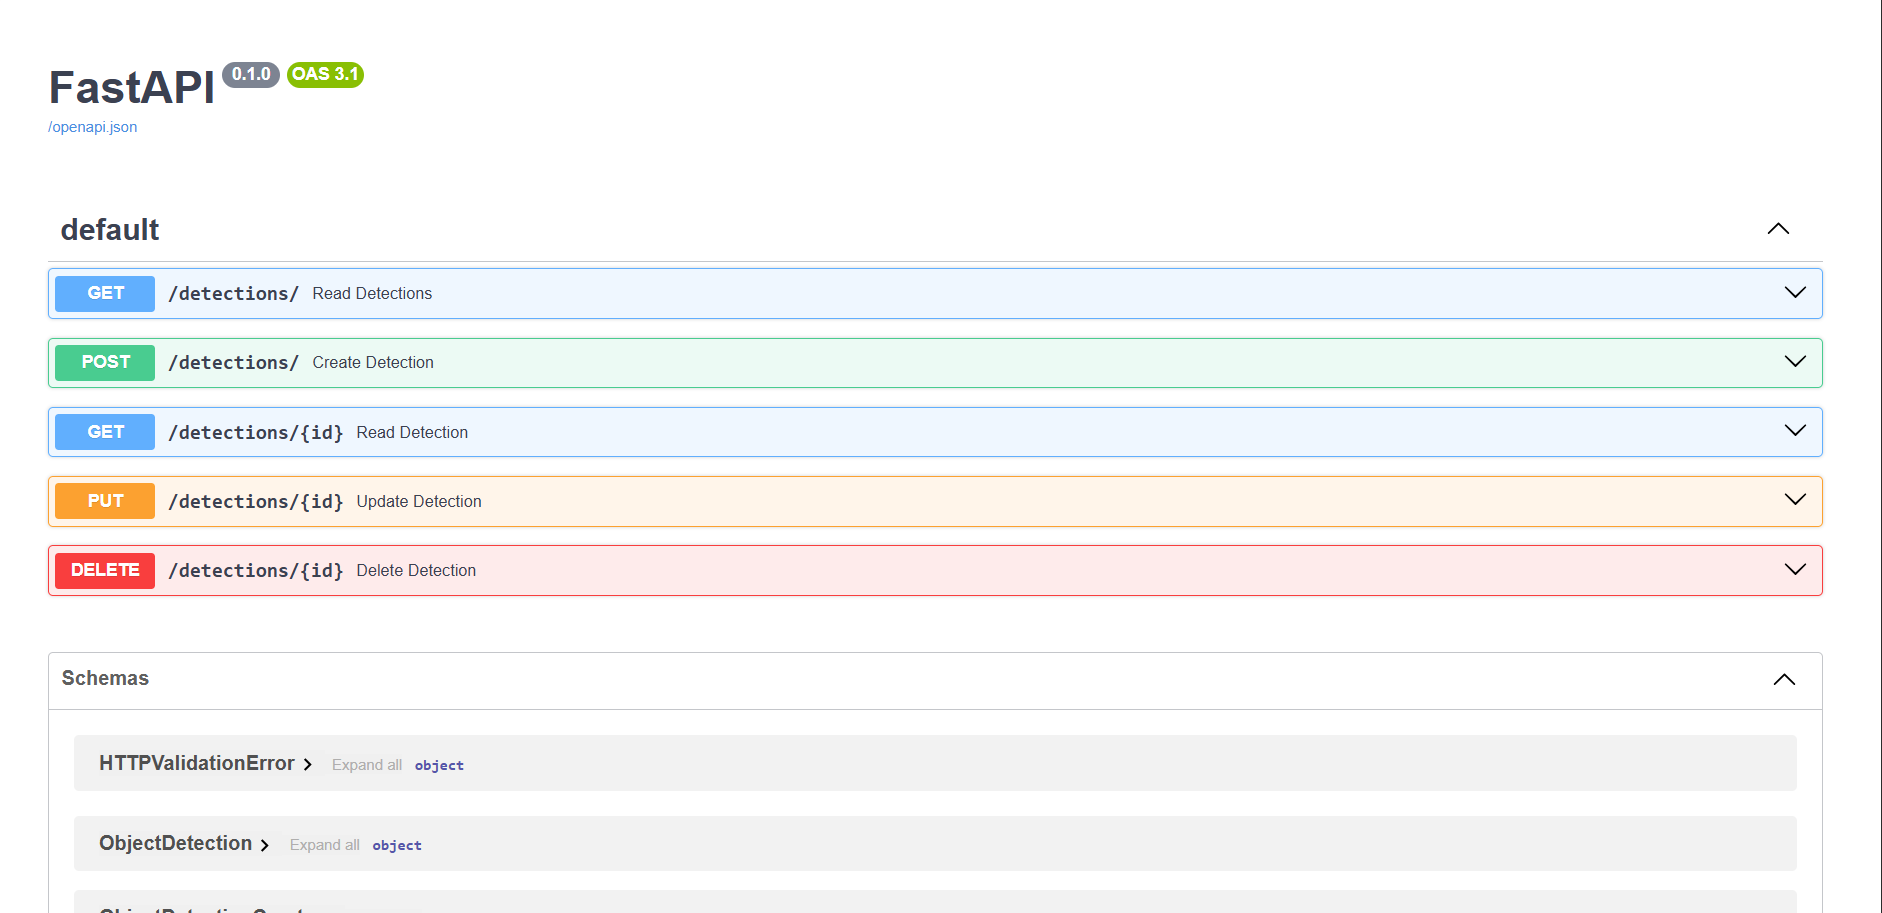 FastAPI 0.1.0 OAS 3.1
/openapi.json
default
GET /detections/ Read Detections
POST /detections/ Create Detection
GET /detections/{id} Read Detection
PUT /detections/{id} Update Detection
DELETE /detections/{id} Delete Detection
Schemas
HTTPValidationError Expand all object
ObjectDetection Expand all object